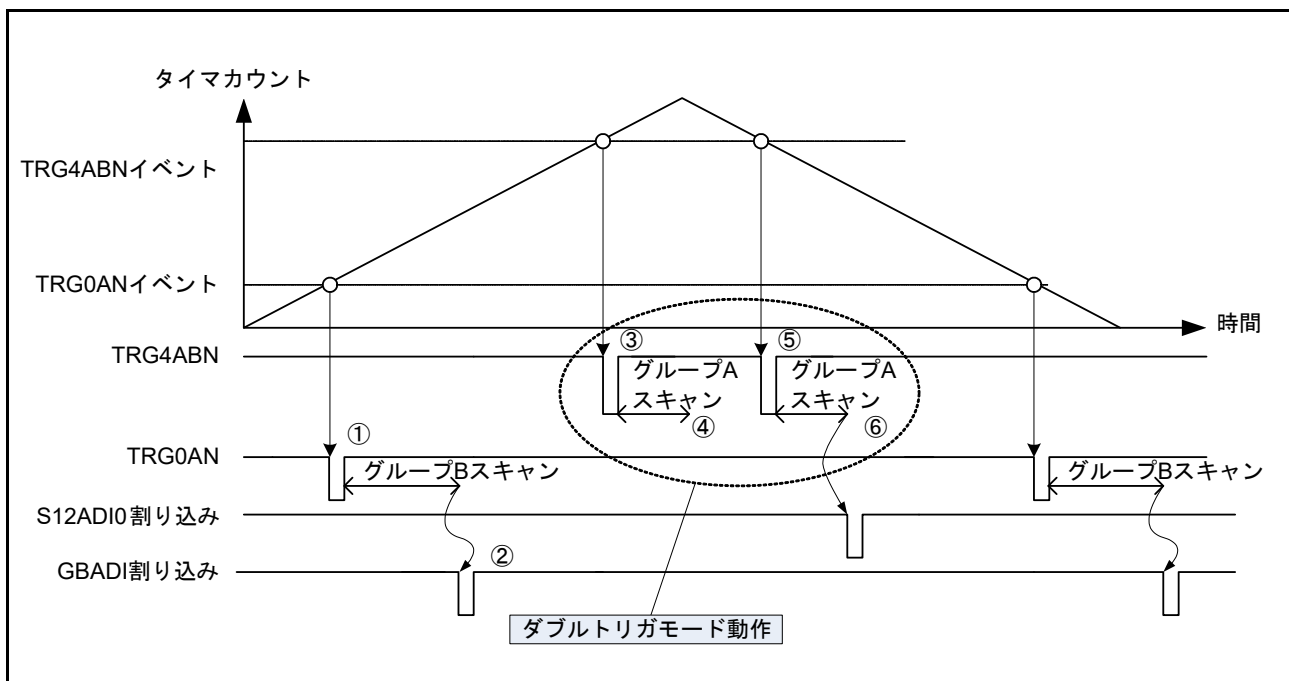 タイマカウント
TRG4ABNイベント
TRG0ANイベント
時間
TRG4ABN
③
グループA
スキャン
④
⑤
グループA
スキャン
⑥
TRG0AN
①
グループBスキャン
グループBスキャン
S12ADI0割り込み
GBADI割り込み
②
ダブルトリガモード動作